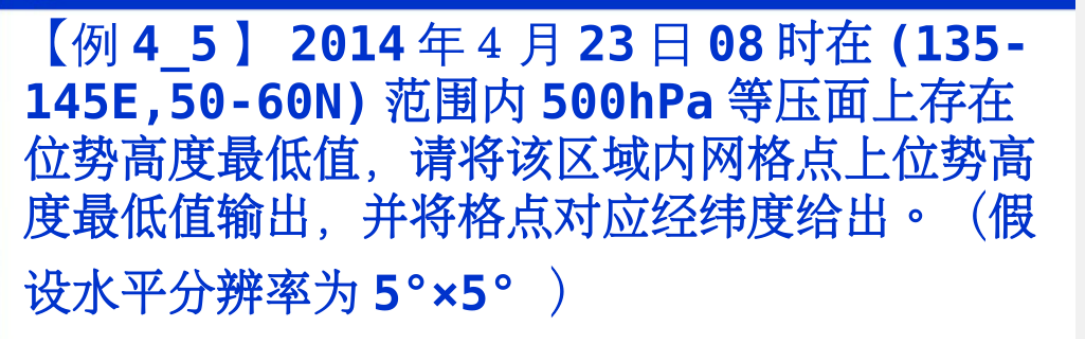 【例 4_5 】 2014 年 4 月 23 日 08 时在 (135-
145E,50-60N) 范围内 500hPa 等压面上存在
位势高度最低值，请将该区域内网格点上位势高
度最低值输出，并将格点对应经纬度给出。（假
设水平分辨率为 5°×5° ）